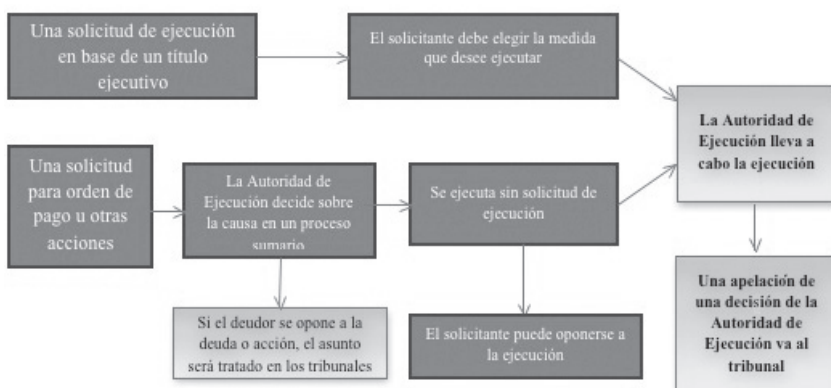 Una solicitud de ejecución
en base de un título
ejecutivo
El solicitante debe elegir la medida
que desee ejecutar
La Autoridad de
Ejecución lleva a
cabo la ejecución
Una solicitud
para orden de
pago u otras
acciones
La Autoridad de
Ejecución decide sobre
la causa en un proceso
sumario
Se ejecuta sin solicitud de
ejecución
Si el deudor se opone a la
deuda o acción, el asunto
será tratado en los tribunales
El solicitante puede oponerse a
la ejecución
Una apelación de
una decisión de la
Autoridad de
Ejecución va al
tribunal